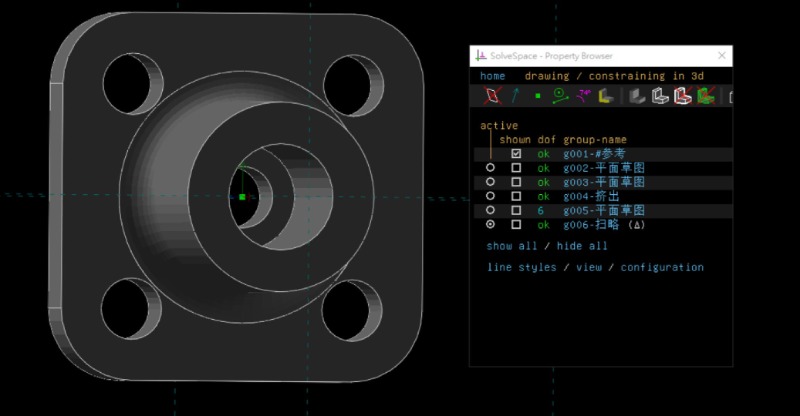 SolveSpace - Property Browser
home drawing / constraining in 3d
active
shown dof group-name
ok g001-#参考
ok g002-平面草图
ok g003-平面草图
ok g004-挤出
6 g005-平面草图
ok g006-扫略 (Δ)
show all / hide all
line styles / view / configuration